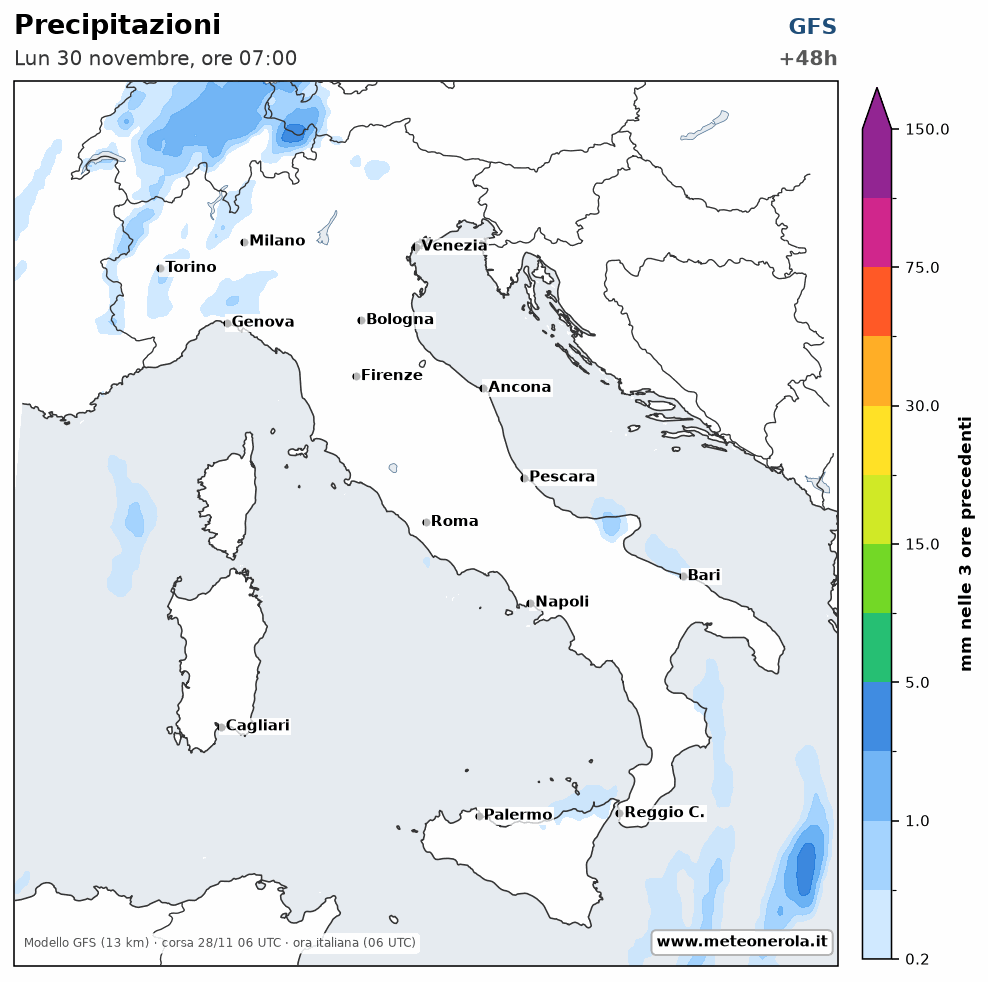 Precipitazioni
GFS
Lun 30 novembre, ore 07:00
+48h
150.0
75.0
30.0
15.0
5.0
1.0
0.2
mm nelle 3 ore precedenti
Milano
Venezia
Torino
Genova
Bologna
Firenze
Ancona
Pescara
Roma
Bari
Napoli
Cagliari
Palermo
Reggio C.
Modello GFS (13 km) · corsa 28/11 06 UTC · ora italiana (06 UTC)
www.meteonerola.it